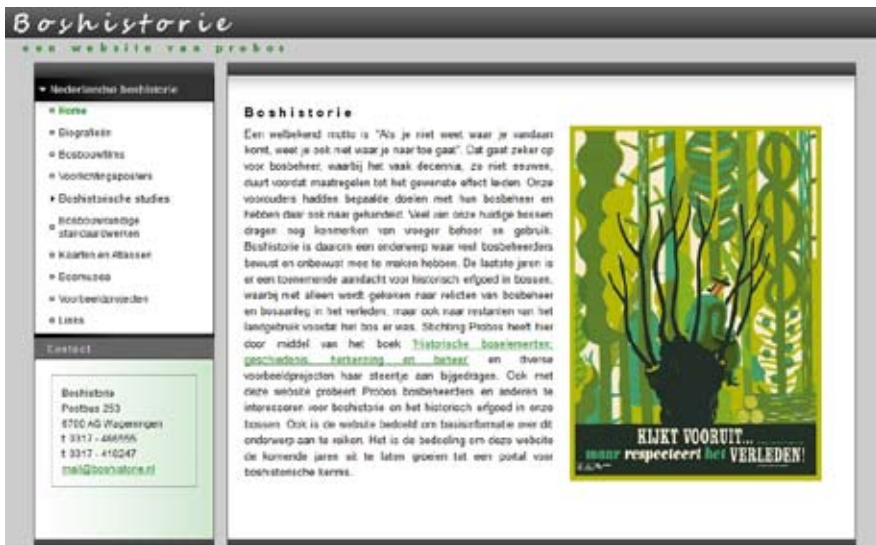 Boshistorie
een website van probos
Nederlandse boshistorie
Home
Biografieën
Bosbouwfilms
Voorlichtingsposters
Boshistorische studies
Bosbouwkundige
standaardwerken
Kaarten en Atlassen
Ecomusea
Voorbeeldprojecten
Links
Contact
Boshistorie
Postbus 253
6700 AG Wageningen
t 0317 - 466555
f 0317 - 410247
mail@boshistorie.nl
Boshistorie
Een welbekend motto is "Als je niet weet waar je vandaan
komt, weet je ook niet waar je naar toe gaat". Dat gaat zeker op
voor bosbeheer, waarbij het vaak decennia, zo niet eeuwen,
duurt voordat maatregelen tot het gewenste effect leiden. Onze
voorouders hadden bepaalde doelen met hun bosbeheer en
hebben daar ook naar gehandeld. Veel van onze huidige bossen
dragen nog kenmerken van vroeger beheer en gebruik.
Boshistorie is daarom een onderwerp waar veel bosbeheerders
bewust en onbewust mee te maken hebben. De laatste jaren is
er een toenemende aandacht voor historisch erfgoed in bossen,
waarbij niet alleen wordt gekeken naar relicten van bosbeheer
en bosaanleg in het verleden, maar ook naar restanten van het
landgebruik voordat het bos er was. Stichting Probos heeft hier
door middel van het boek 'Historische boselementen;
geschiedenis, herkenning en beheer' en diverse
voorbeeldprojecten haar steentje aan bijgedragen. Ook met
deze website probeert Probos bosbeheerders en anderen te
interesseren voor boshistorie en het historisch erfgoed in onze
bossen. Ook is de website bedoeld om basisinformatie over dit
onderwerp aan te reiken. Het is de bedoeling om deze website
de komende jaren uit te laten groeien tot een portal voor
boshistorische kennis.
KIJKT VOORUIT...
maar respecteert het VERLEDEN!